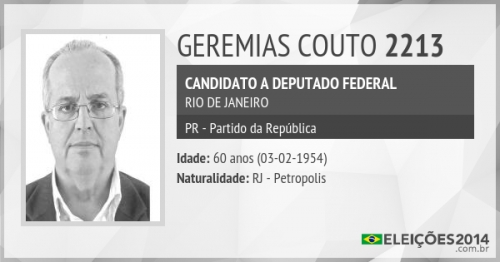 GEREMIAS COUTO 2213
CANDIDATO A DEPUTADO FEDERAL
RIO DE JANEIRO
PR - Partido da República
Idade: 60 anos (03-02-1954)
Naturalidade: RJ - Petropolis
ELEIÇÕES2014
.com.br